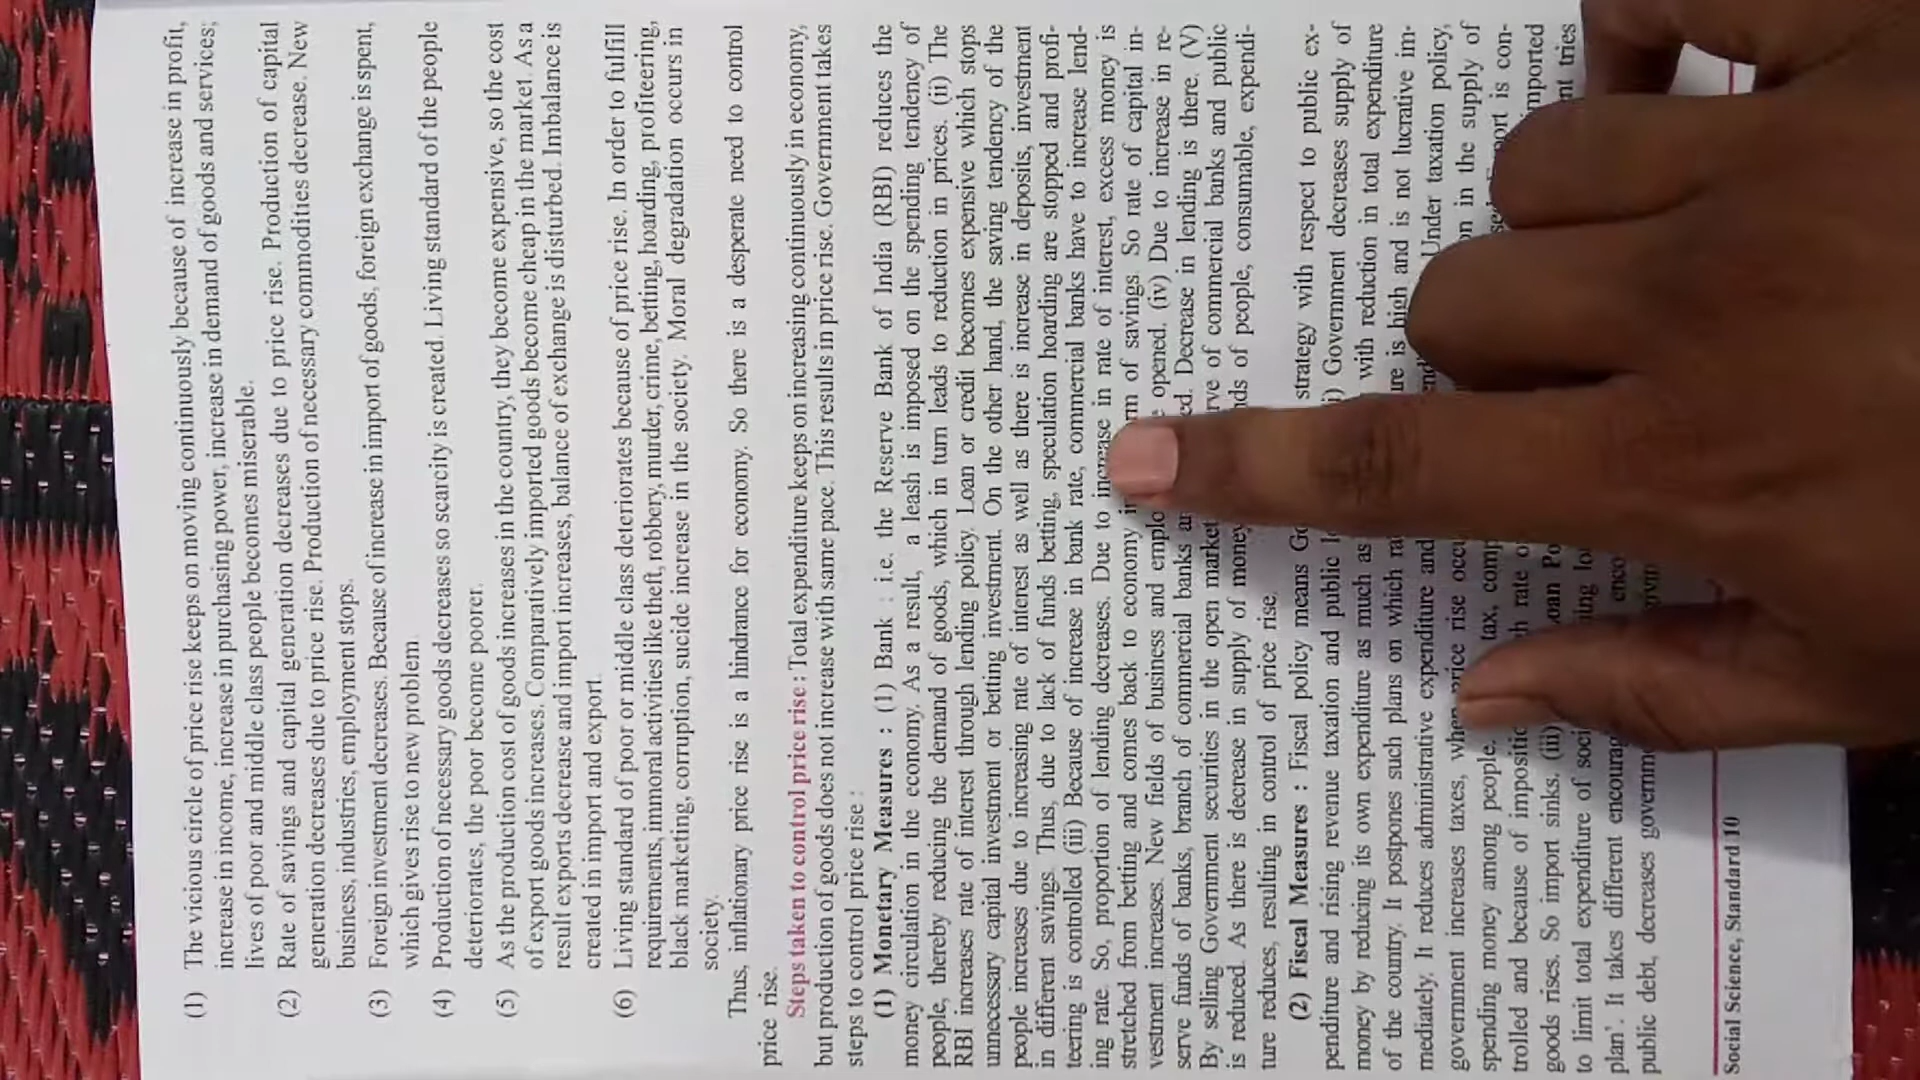 (1) The vicious circle of price rise keeps on moving continuously because of increase in profit,
increase in income, increase in purchasing power, increase in demand of goods and services;
lives of poor and middle class people becomes miserable.
(2) Rate of savings and capital generation decreases due to price rise. Production of capital
generation decreases due to price rise. Production of necessary commodities decrease. New
business, industries, employment stops.
(3) Foreign investment decreases. Because of increase in import of goods, foreign exchange is spent,
which gives rise to new problem.
(4) Production of necessary goods decreases so scarcity is created. Living standard of the people
deteriorates, the poor become poorer.
(5) As the production cost of goods increases in the country, they become expensive, so the cost
of export goods increases. Comparatively imported goods become cheap in the market. As a
result exports decrease and import increases, balance of exchange is disturbed. Imbalance is
created in import and export.
(6) Living standard of poor or middle class deteriorates because of price rise. In order to fulfill
requirements, immoral activities like theft, robbery, murder, crime, betting, hoarding, profiteering,
black marketing, corruption, sucide increase in the society. Moral degradation occurs in
society.
Thus, inflationary price rise is a hindrance for economy. So there is a desperate need to control
price rise.
Steps taken to control price rise : Total expenditure keeps on increasing continuously in economy,
but production of goods does not increase with same pace. This results in price rise. Government takes
steps to control price rise :
(1) Monetary Measures : (1) Bank : i.e. the Reserve Bank of India (RBI) reduces the
money circulation in the economy. As a result, a leash is imposed on the spending tendency of
people, thereby reducing the demand of goods, which in turn leads to reduction in prices. (ii) The
RBI increases rate of interest through lending policy. Loan or credit becomes expensive which stops
unnecessary capital investment or betting investment. On the other hand, the saving tendency of the
people increases due to increasing rate of interest as well as there is increase in deposits, investment
in different savings. Thus, due to lack of funds betting, speculation hoarding are stopped and profi-
teering is controlled (iii) Because of increase in bank rate, commercial banks have to increase lend-
ing rate. So, proportion of lending decreases. Due to increase in rate of interest, excess money is
stretched from betting and comes back to economy of savings. So rate of capital in-
vestment increases. New fields of business and opened. (iv) Due to increase in re-
serve funds of banks, branch of commercial banks Decrease in lending is there. (V)
By selling Government securities in the open market of commercial banks and public
is reduced. As there is decrease in supply of money of people, consumable, expendi-
ture reduces, resulting in control of price rise.
(2) Fiscal Measures : Fiscal policy means strategy with respect to public ex-
penditure and rising revenue taxation and public Government decreases supply of
money by reducing its own expenditure as much as with reduction in total expenditure
of the country. It postpones such plans on which is high and is not lucrative im-
mediately. It reduces administrative expenditure and Under taxation policy,
government increases taxes, when price rise in the supply of
spending money among people. tax, is con-
trolled and because of rate imported
goods rises. So import sinks. (iii) tries
to limit total expenditure of
plan'. It takes different
public debt, decreases
Social Science, Standard 10